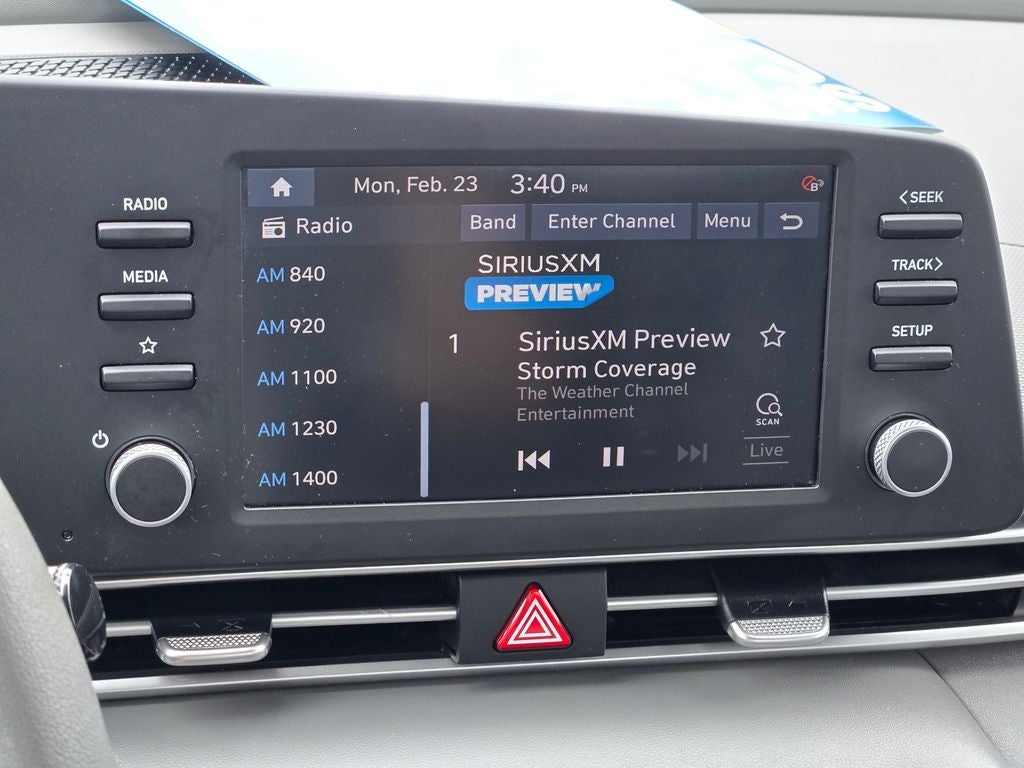 RADIO
MEDIA
Mon, Feb. 23 3:40 PM
B
Radio Band Enter Channel Menu
AM 840
AM 920
AM 1100
AM 1230
AM 1400
SIRIUSXM
PREVIEW
1 SiriusXM Preview
Storm Coverage
The Weather Channel
Entertainment
SCAN
Live
<SEEK
TRACK>
SETUP